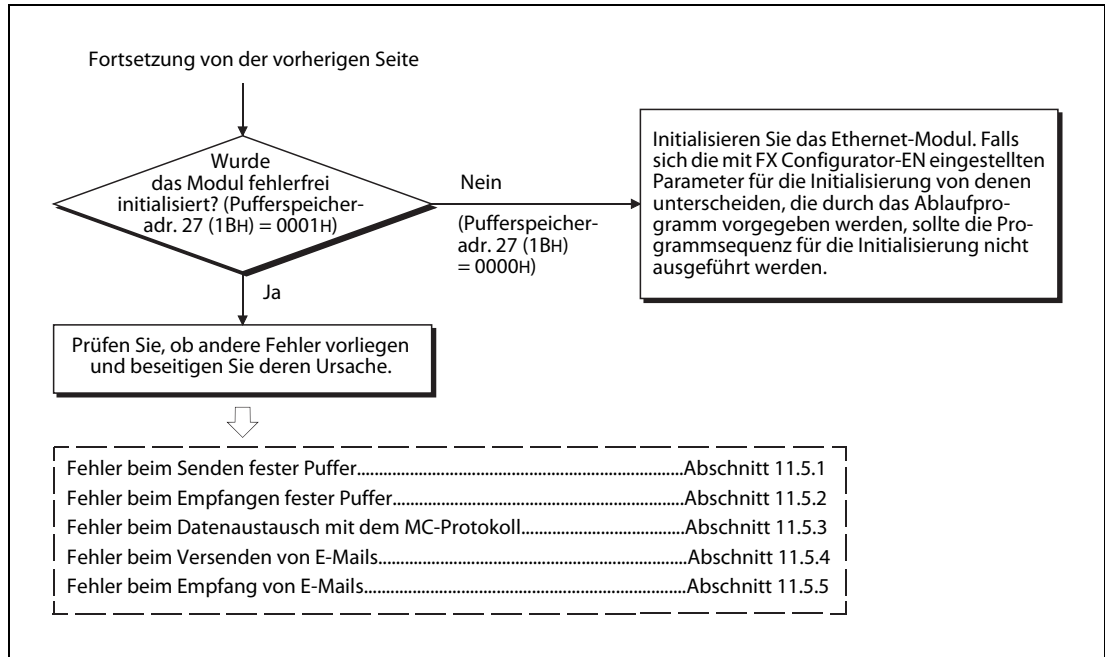 Fortsetzung von der vorherigen Seite
Wurde
das Modul fehlerfrei
initialisiert? (Pufferspeicher-
adr. 27 (1BH) = 0001H)
Nein
(Pufferspeicher-
adr. 27 (1BH)
= 0000H)
Initialisieren Sie das Ethernet-Modul. Falls
sich die mit FX Configurator-EN eingestellten
Parameter für die Initialisierung von denen
unterscheiden, die durch das Ablaufpro-
gramm vorgegeben werden, sollte die Pro-
grammsequenz für die Initialisierung nicht
ausgeführt werden.
Ja
Prüfen Sie, ob andere Fehler vorliegen
und beseitigen Sie deren Ursache.
Fehler beim Senden fester Puffer....................................................................Abschnitt 11.5.1
Fehler beim Empfangen fester Puffer.............................................................Abschnitt 11.5.2
Fehler beim Datenaustausch mit dem MC-Protokoll..................................Abschnitt 11.5.3
Fehler beim Versenden von E-Mails................................................................Abschnitt 11.5.4
Fehler beim Empfang von E-Mails...................................................................Abschnitt 11.5.5